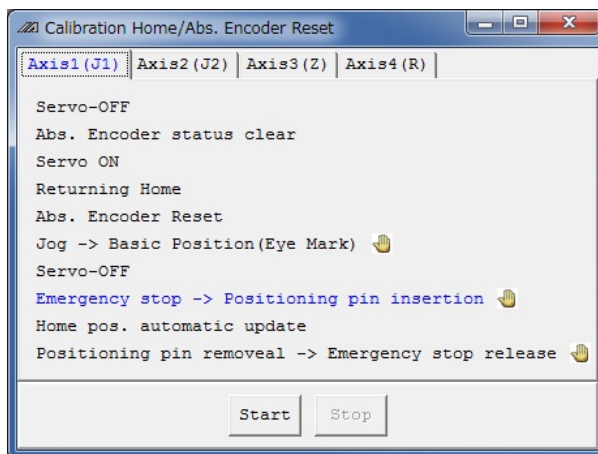 Calibration Home/Abs. Encoder Reset
Axis1(J1) Axis2(J2) Axis3(Z) Axis4(R)
Servo-OFF
Abs. Encoder status clear
Servo ON
Returning Home
Abs. Encoder Reset
Jog -> Basic Position(Eye Mark)
Servo-OFF
Emergency stop -> Positioning pin insertion
Home pos. automatic update
Positioning pin removeal -> Emergency stop release
Start Stop